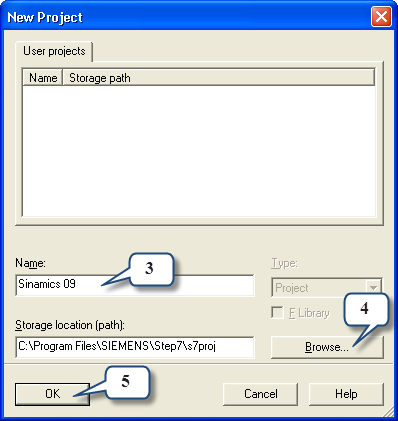 New Project
User projects
Name Storage path
Name:
3
Type:
Sinamics 09
Project
F Library
4
Storage location (path):
C:\Program Files\SIEMENS\Step7\s7proj
Browse...
OK
5
Cancel
Help